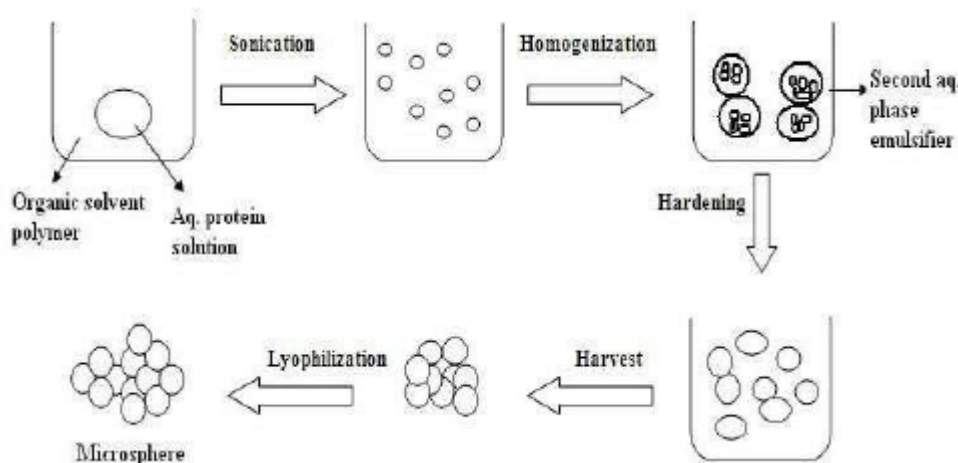 Sonication
Homogenization
Second aq.
phase
emulsifier
Organic solvent
polymer
Aq. protein
solution
Hardening
Lyophilization
Harvest
Microsphere